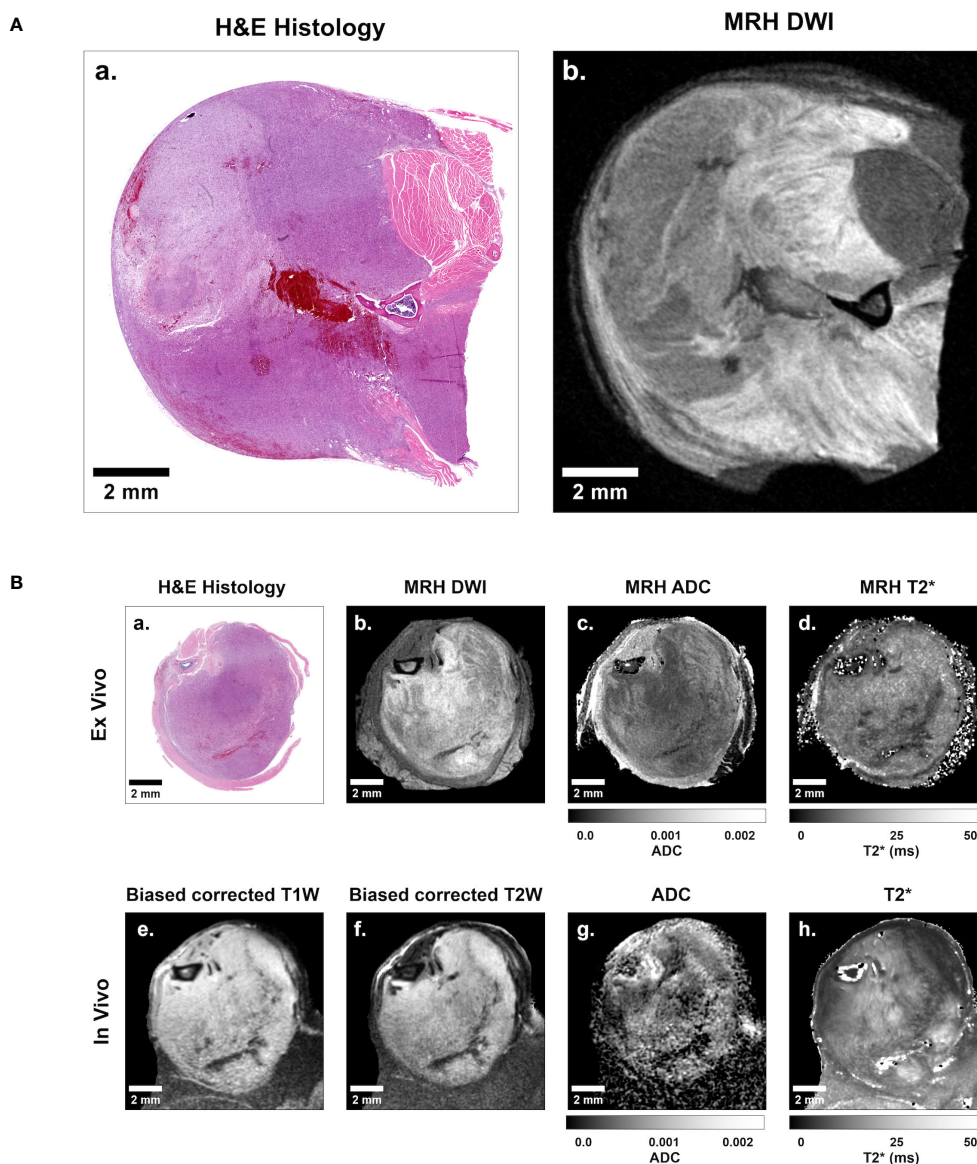 A
H&E Histology
MRH DWI
a.
b.
2 mm
2 mm
B
H&E Histology
MRH DWI
MRH ADC
MRH T2*
Ex Vivo
a.
b.
c.
d.
2 mm
2 mm
2 mm
2 mm
0.0 0.001 0.002
ADC
0 25 50
T2* (ms)
Biased corrected T1W
Biased corrected T2W
ADC
T2*
In Vivo
e.
f.
g.
h.
2 mm
2 mm
2 mm
2 mm
0.0 0.001 0.002
ADC
0 25 50
T2* (ms)